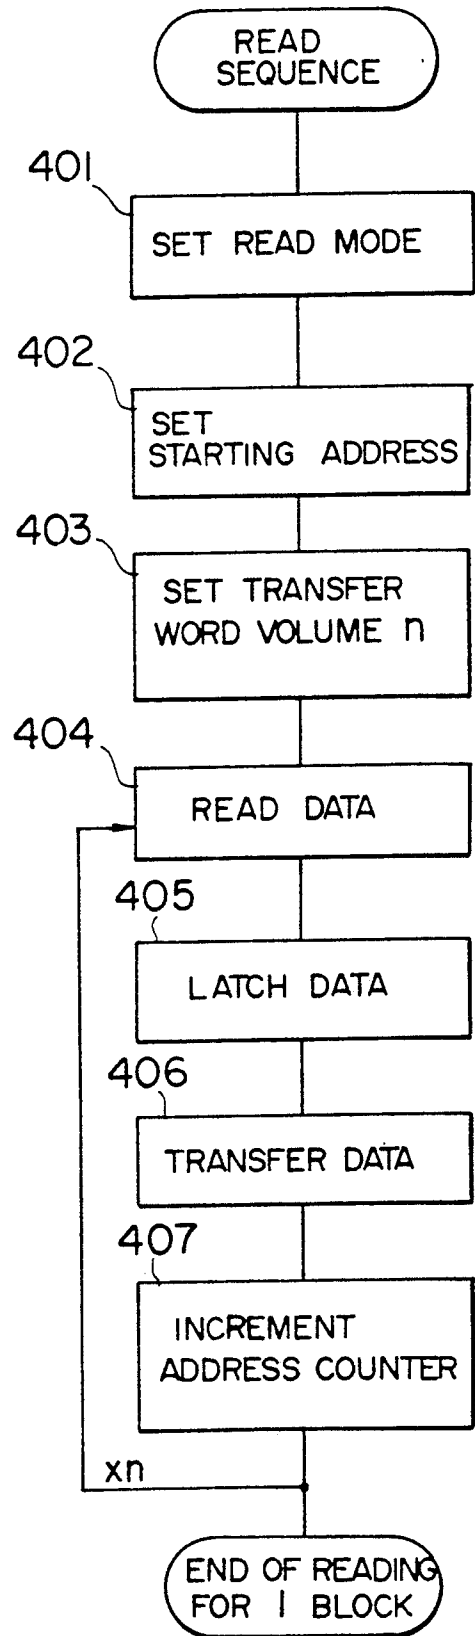 READ
SEQUENCE
401
SET READ MODE
402
SET
STARTING ADDRESS
403
SET TRANSFER
WORD VOLUME n
404
READ DATA
405
LATCH DATA
406
TRANSFER DATA
407
INCREMENT
ADDRESS COUNTER
xn
END OF READING
FOR 1 BLOCK